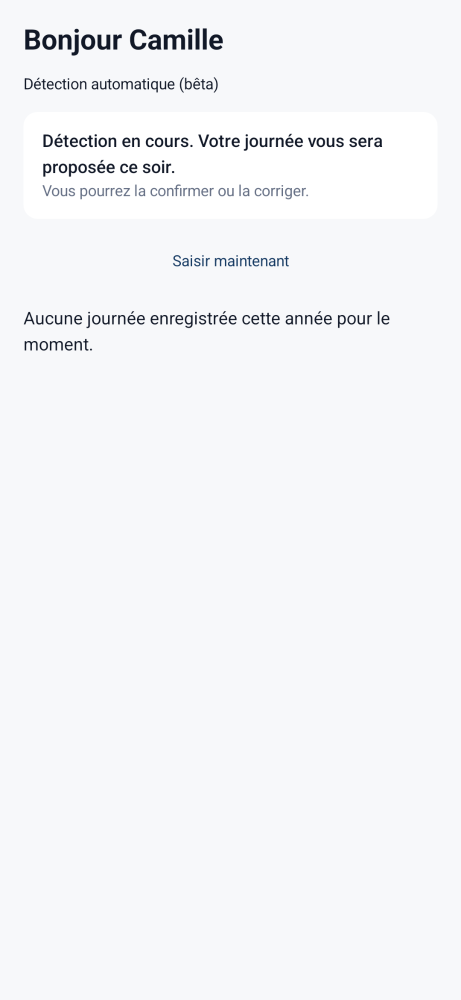 Bonjour Camille
Détection automatique (bêta)
Détection en cours. Votre journée vous sera
proposée ce soir.
Vous pourrez la confirmer ou la corriger.
Saisir maintenant
Aucune journée enregistrée cette année pour le
moment.